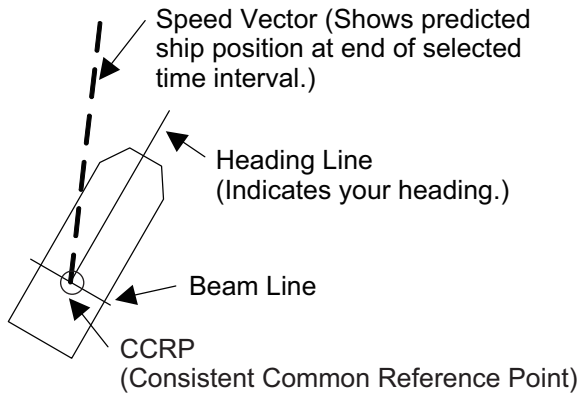 Speed Vector (Shows predicted
ship position at end of selected
time interval.)
Heading Line
(Indicates your heading.)
Beam Line
CCRP
(Consistent Common Reference Point)